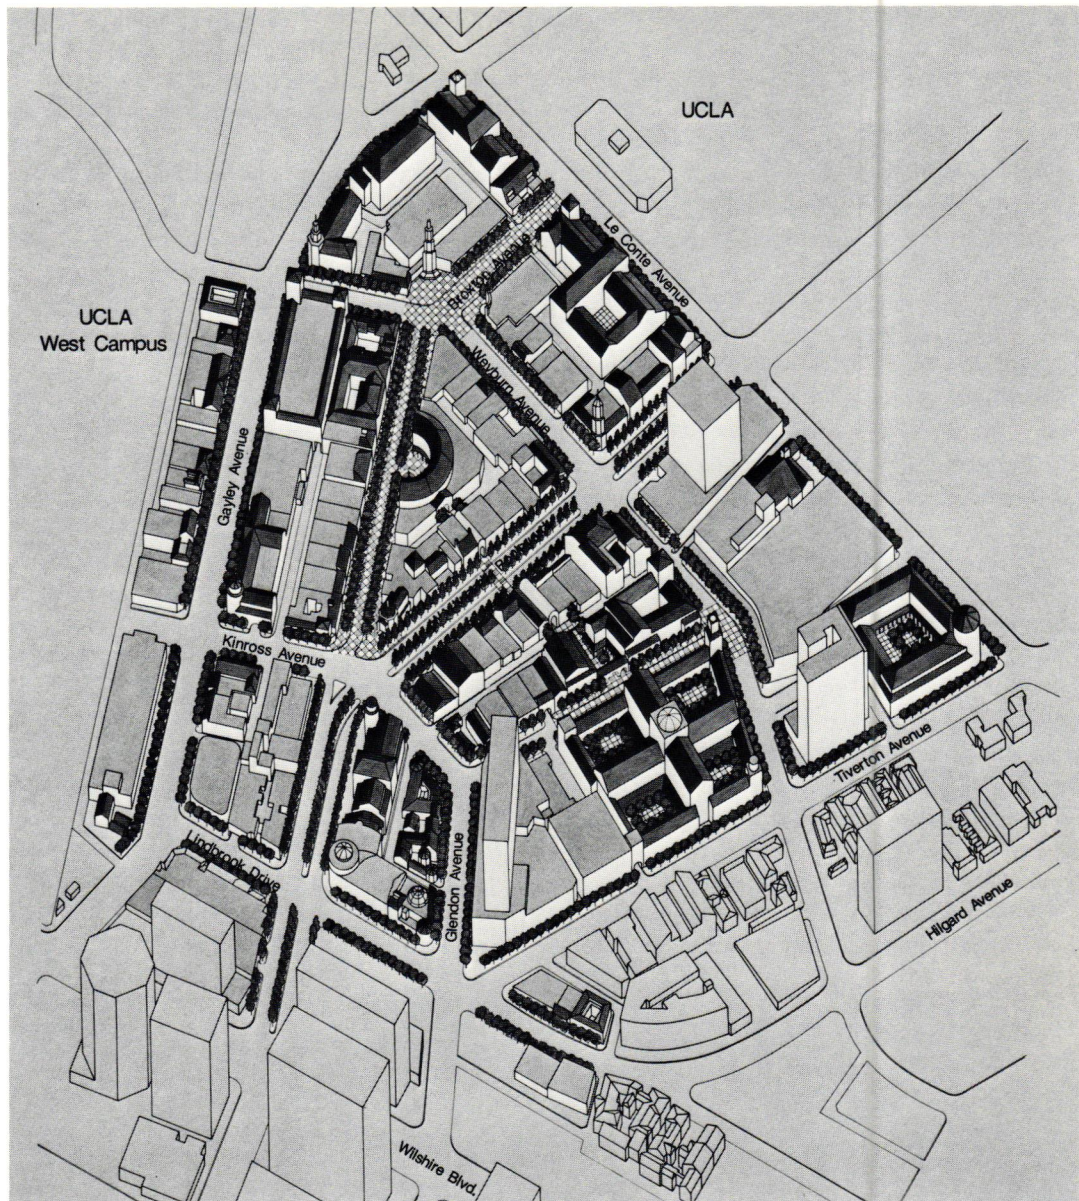 UCLA
Le Conte Avenue
Broxton Avenue
UCLA
West Campus
Weyburn Avenue
Gayley Avenue
Kinross Avenue
Tiverton Avenue
Lindbrook Drive
Glendon Avenue
Hilgard Avenue
Wilshire Blvd.